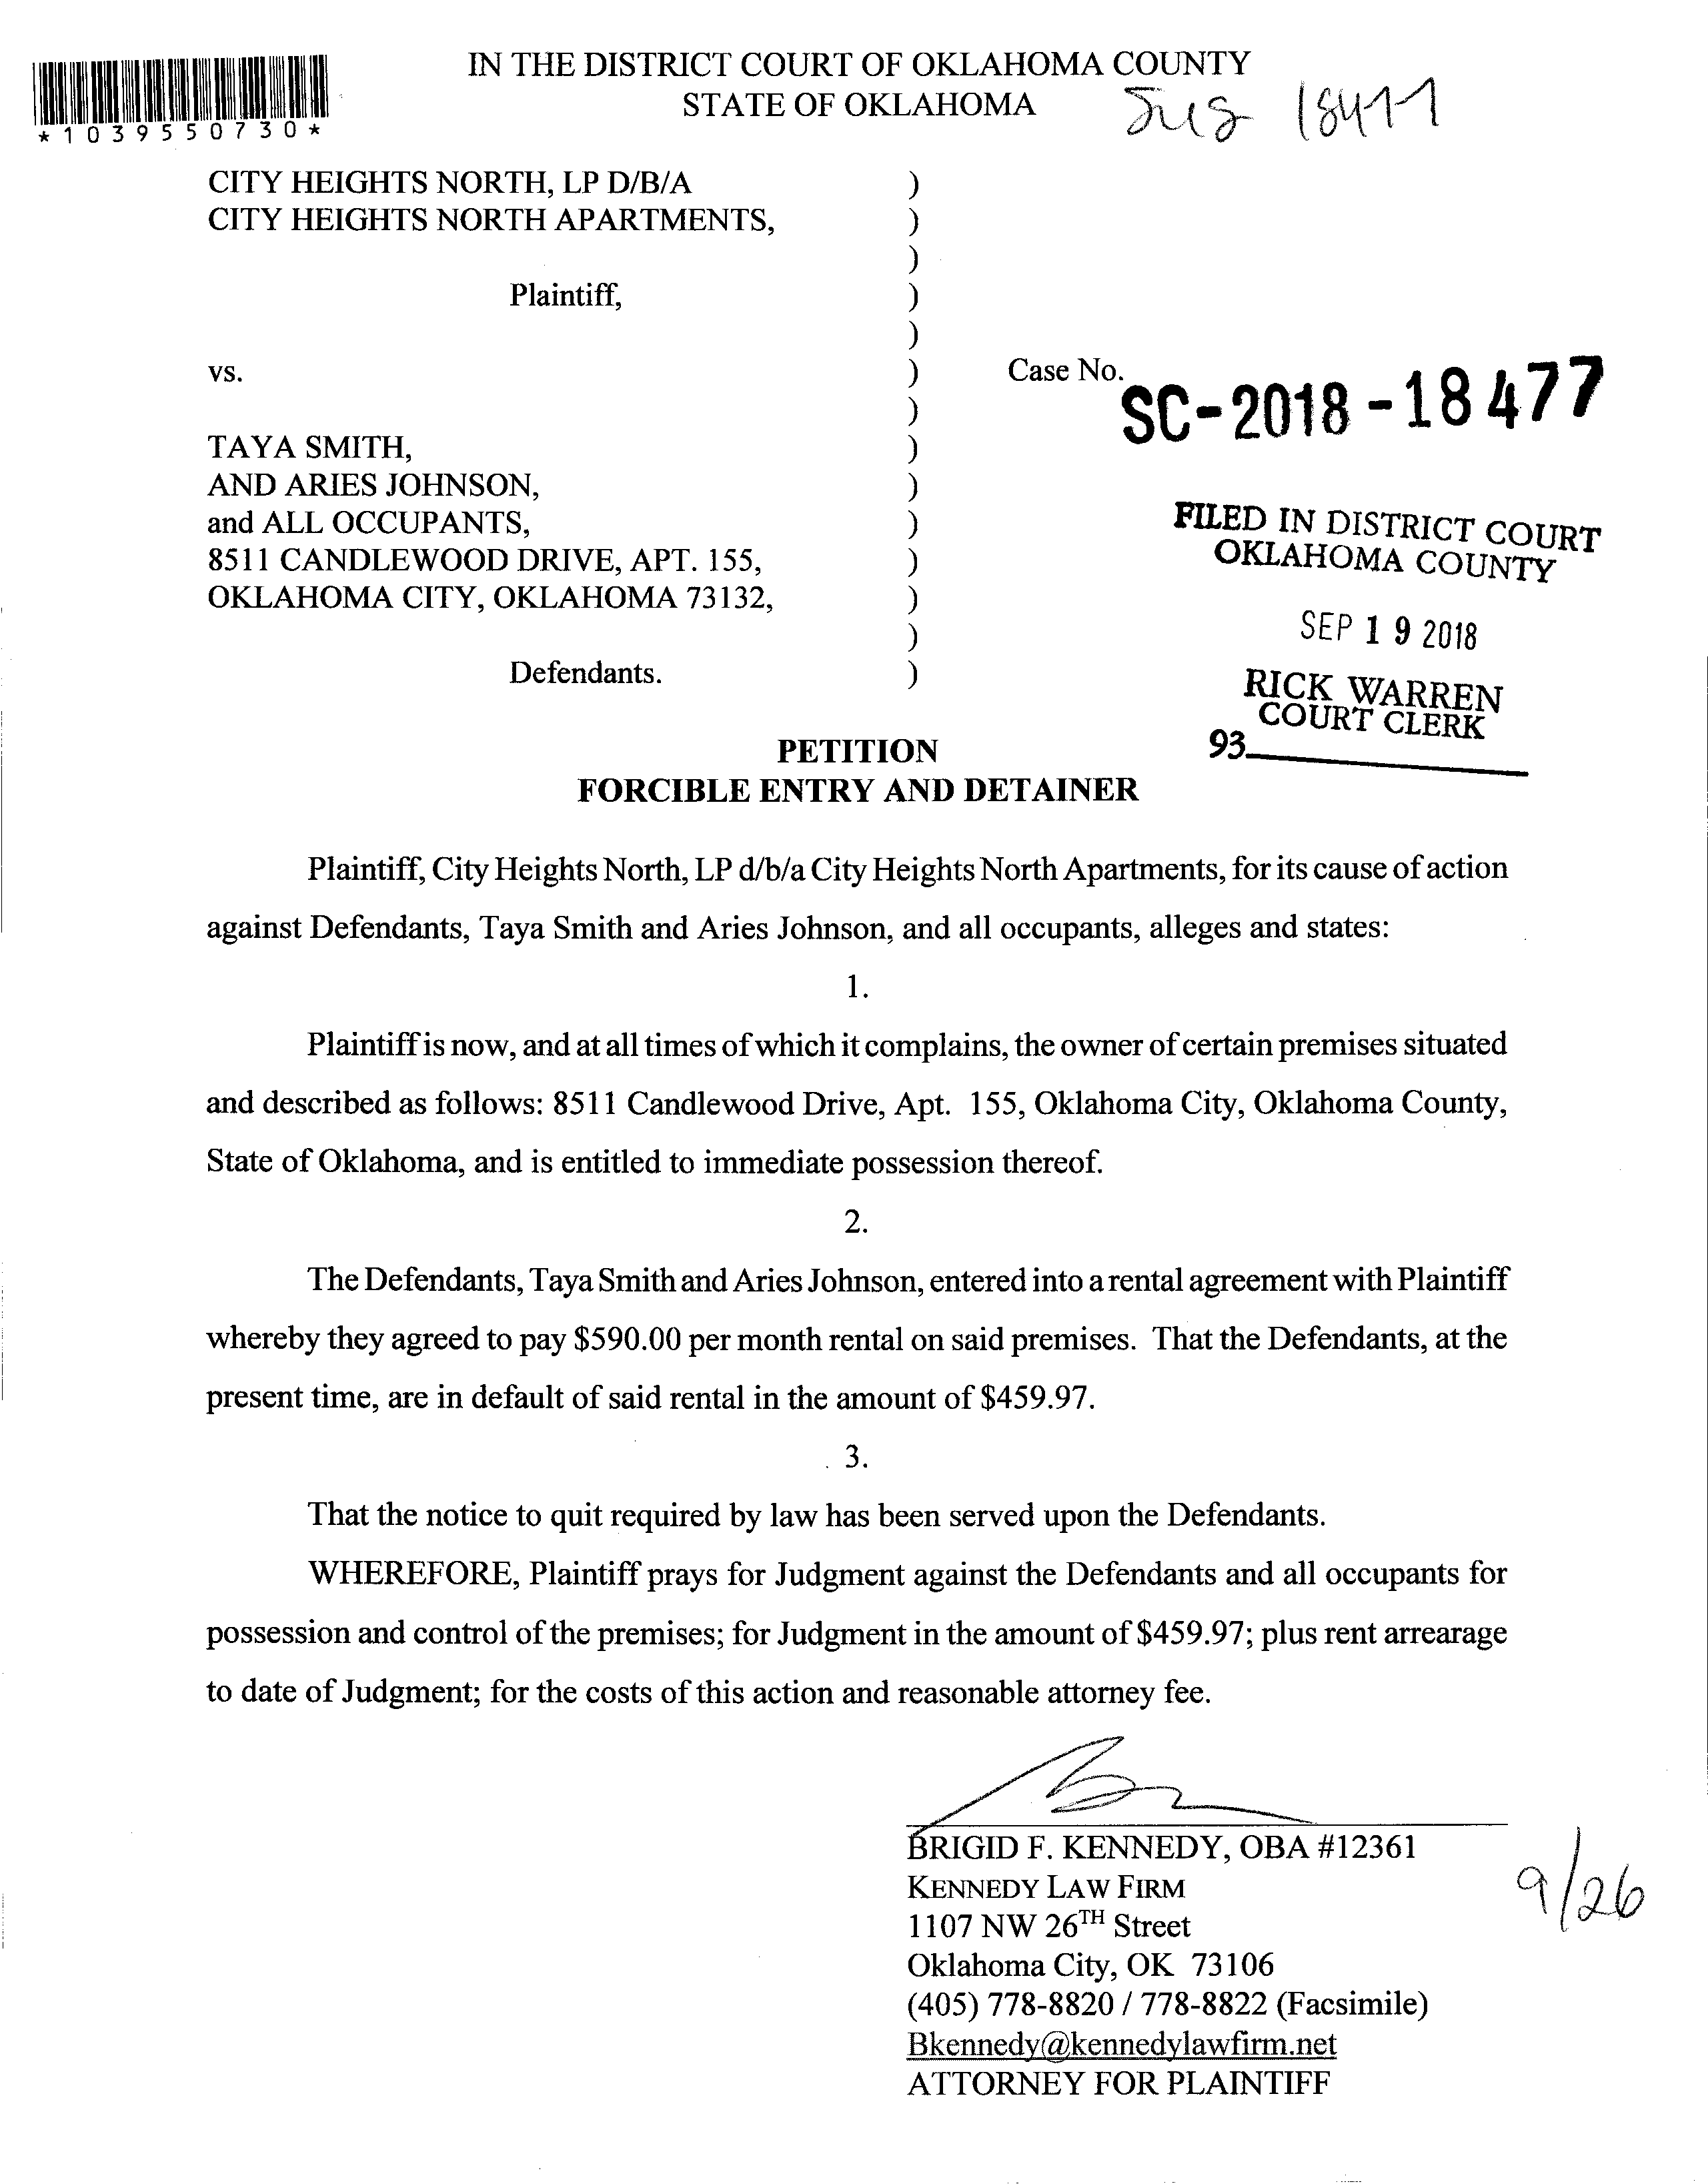 IN THE DISTRICT COURT OF OKLAHOMA COUNTY
STATE OF OKLAHOMA
*1039550730*
CITY HEIGHTS NORTH, LP D/B/A )
CITY HEIGHTS NORTH APARTMENTS, )
)
Plaintiff, )
)
vs. ) Case No. SC-2018-18477
)
TAYA SMITH, )
AND ARIES JOHNSON, )
and ALL OCCUPANTS, )
8511 CANDLEWOOD DRIVE, APT. 155, )
OKLAHOMA CITY, OKLAHOMA 73132, )
)
Defendants. )
FILED IN DISTRICT COURT
OKLAHOMA COUNTY
SEP 19 2018
RICK WARREN
COURT CLERK
93
PETITION
FORCIBLE ENTRY AND DETAINER
Plaintiff, City Heights North, LP d/b/a City Heights North Apartments, for its cause of action
against Defendants, Taya Smith and Aries Johnson, and all occupants, alleges and states:
1.
Plaintiff is now, and at all times of which it complains, the owner of certain premises situated
and described as follows: 8511 Candlewood Drive, Apt. 155, Oklahoma City, Oklahoma County,
State of Oklahoma, and is entitled to immediate possession thereof.
2.
The Defendants, Taya Smith and Aries Johnson, entered into a rental agreement with Plaintiff
whereby they agreed to pay $590.00 per month rental on said premises. That the Defendants, at the
present time, are in default of said rental in the amount of $459.97.
3.
That the notice to quit required by law has been served upon the Defendants.
WHEREFORE, Plaintiff prays for Judgment against the Defendants and all occupants for
possession and control of the premises; for Judgment in the amount of $459.97; plus rent arrearage
to date of Judgment; for the costs of this action and reasonable attorney fee.
BRIGID F. KENNEDY, OBA #12361
KENNEDY LAW FIRM
1107 NW 26TH Street
Oklahoma City, OK 73106
(405) 778-8820 / 778-8822 (Facsimile)
Bkennedy@kennedylawfirm.net
ATTORNEY FOR PLAINTIFF
9/26